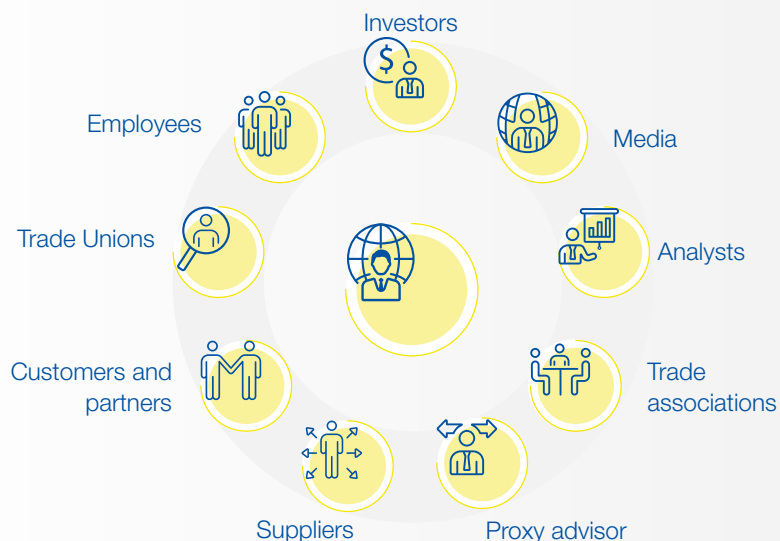 Investors
Employees
Media
Trade Unions
Analysts
Customers and
partners
Trade
associations
Suppliers
Proxy advisor
$